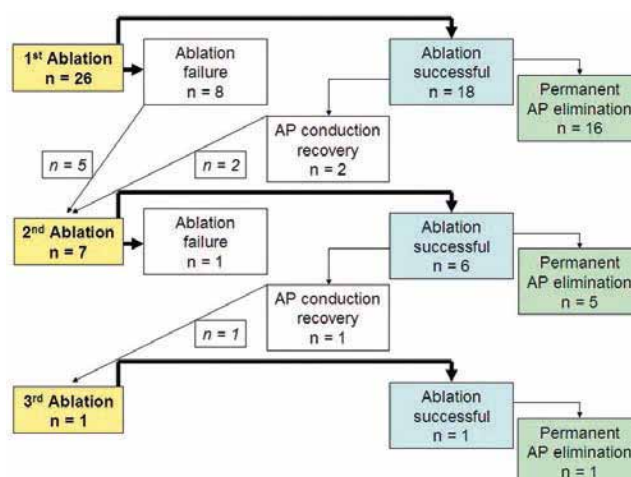 1st Ablation
n = 26
Ablation
failure
n = 8
Ablation
successful
n = 18
Permanent
AP elimination
n = 16
AP conduction
recovery
n = 2
n = 5
n = 2
2nd Ablation
n = 7
Ablation
failure
n = 1
Ablation
successful
n = 6
Permanent
AP elimination
n = 5
AP conduction
recovery
n = 1
n = 1
3rd Ablation
n = 1
Ablation
successful
n = 1
Permanent
AP elimination
n = 1